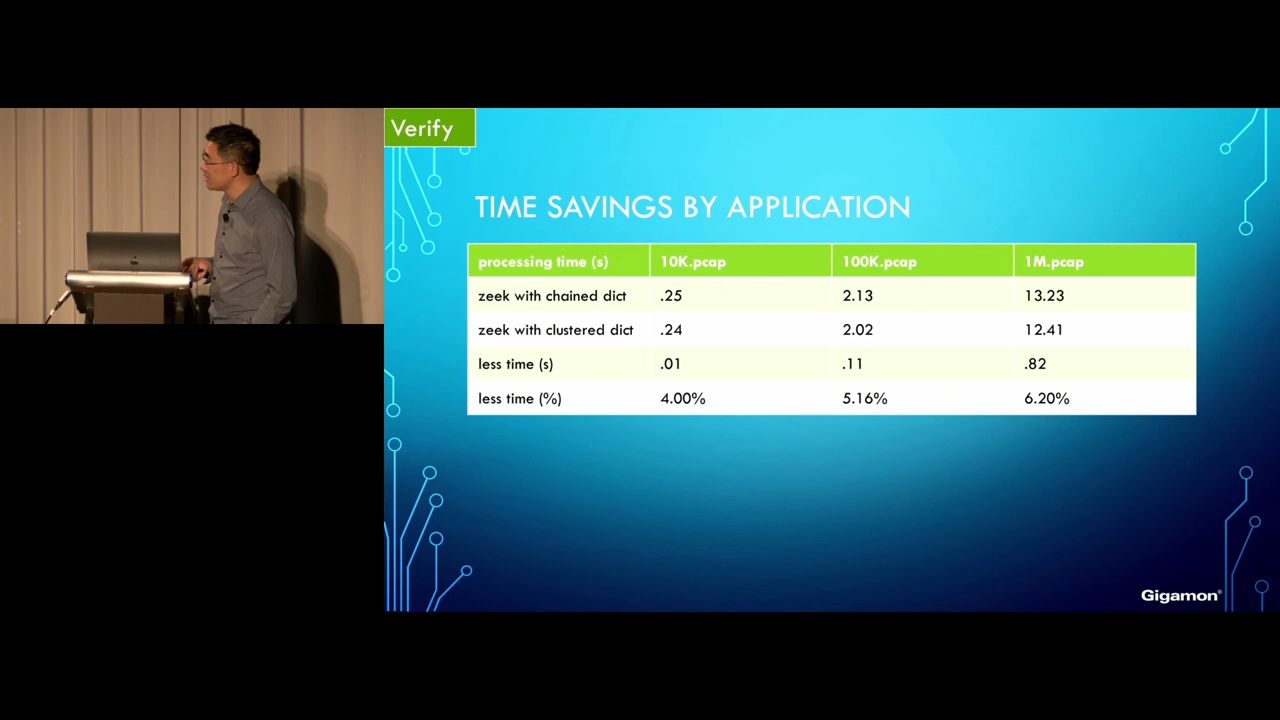 Verify
TIME SAVINGS BY APPLICATION
processing time (s) 10K.pcap 100K.pcap 1M.pcap
zeek with chained dict .25 2.13 13.23
zeek with clustered dict .24 2.02 12.41
less time (s) .01 .11 .82
less time (%) 4.00% 5.16% 6.20%
Gigamon®